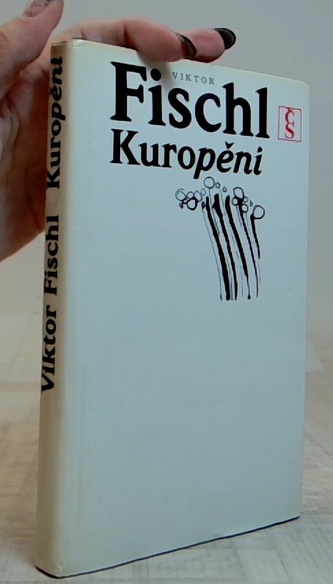 VIKTOR
Fischl
Kuropění
ČS
Viktor Fischl Kuropění